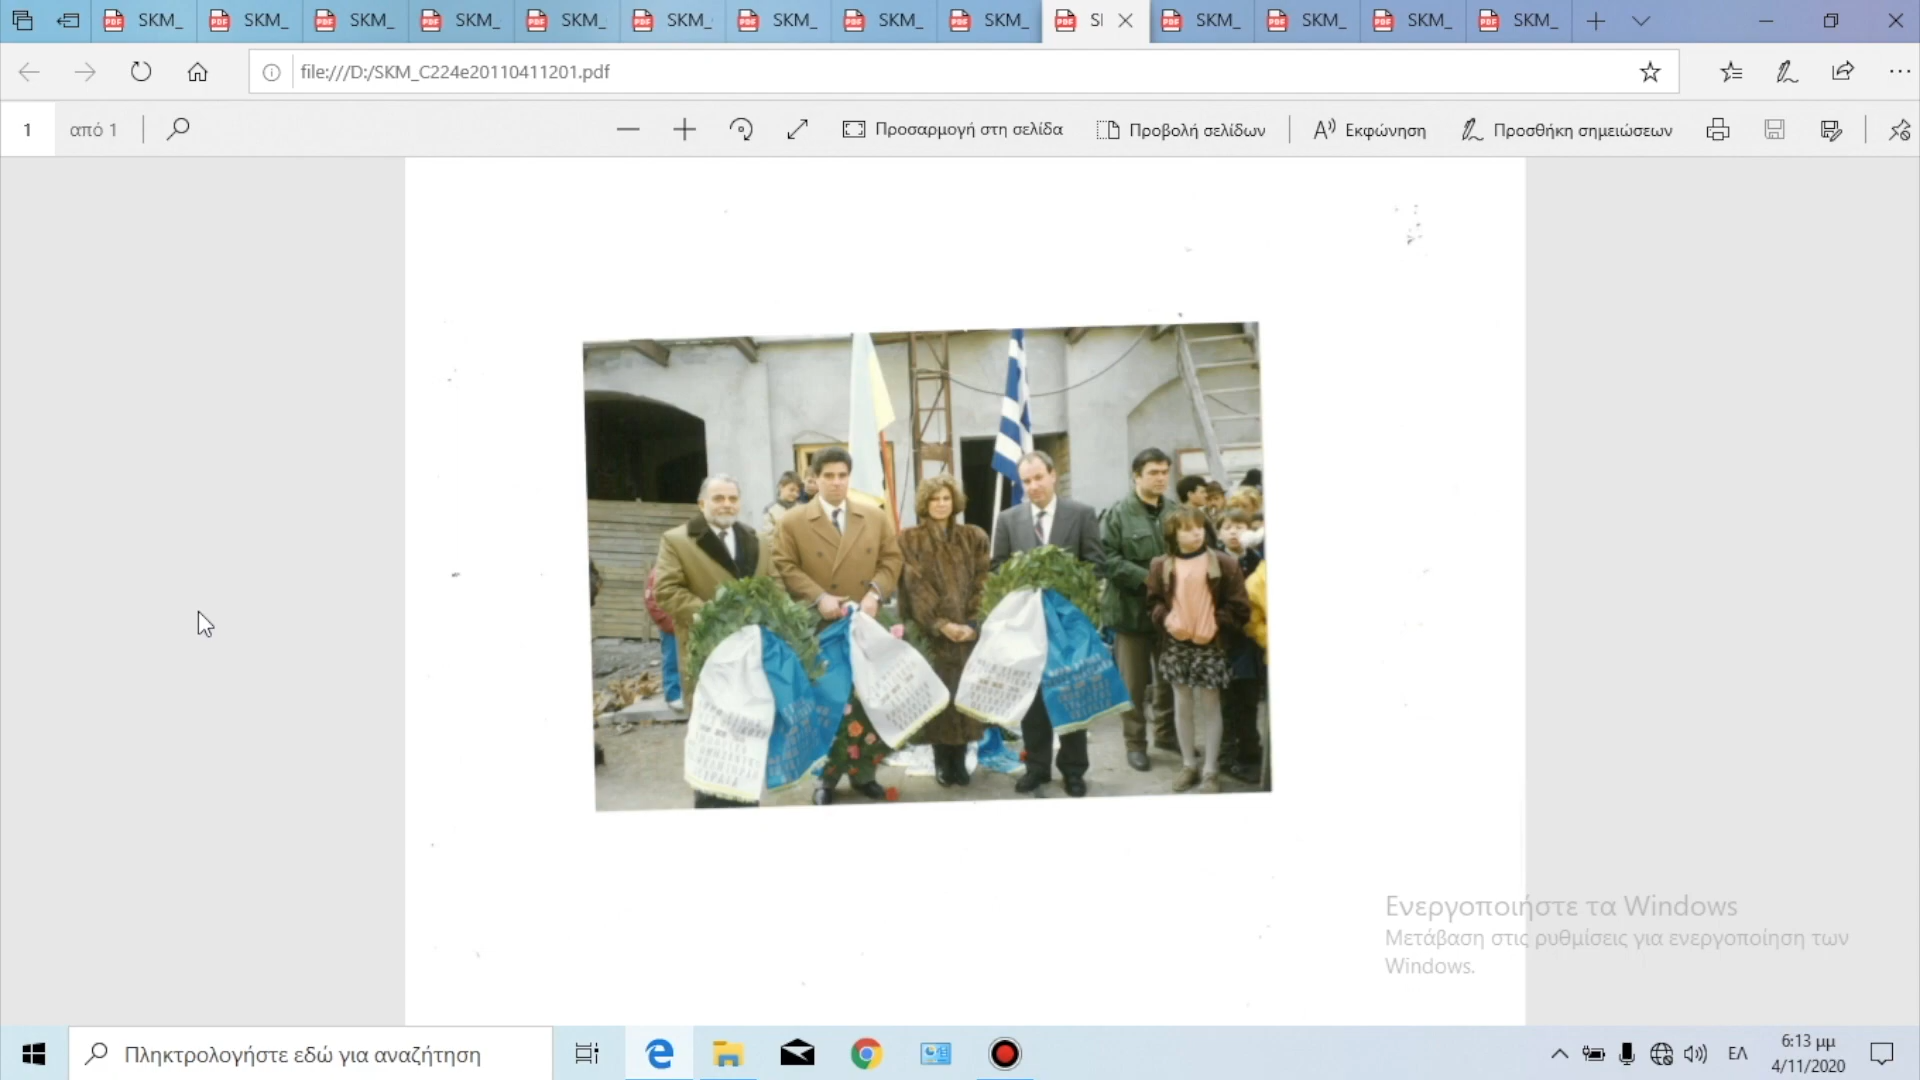 SKM_ SKM_ SKM_ SKM_ SKM_ SKM_ SKM_ SKM_ SKM_ SI SKM_ SKM_ SKM_ SKM_
file:///D:/SKM_C224e20110411201.pdf
1 από 1 Προσαρμογή στη σελίδα Προβολή σελίδων Εκφώνηση Προσθήκη σημειώσεων
Ενεργοποιήστε τα Windows
Μετάβαση στις ρυθμίσεις για ενεργοποίηση των
Windows.
Πληκτρολογήστε εδώ για αναζήτηση
ΕΛ
6:13 μμ
4/11/2020